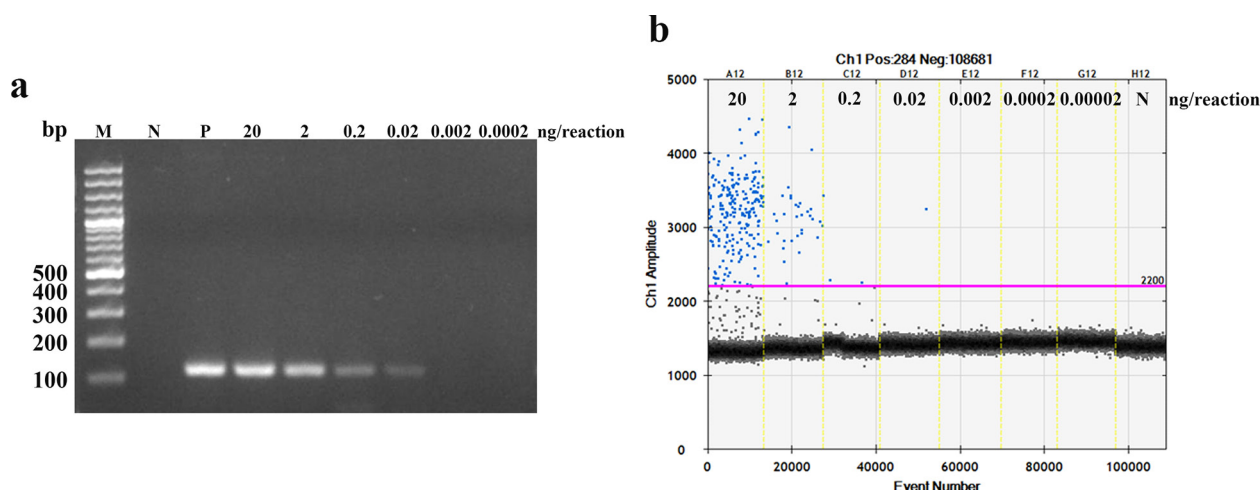 a
bp M N P 20 2 0.2 0.02 0.002 0.0002 ng/reaction
500
400
300
200
100
b
Ch1 Pos:284 Neg:108681
A12 B12 C12 D12 E12 F12 G12 H12
20 2 0.2 0.02 0.002 0.0002 0.00002 N ng/reaction
5000
4000
3000
2000
1000
0
2200
Ch1 Amplitude
0 20000 40000 60000 80000 100000
Event Number